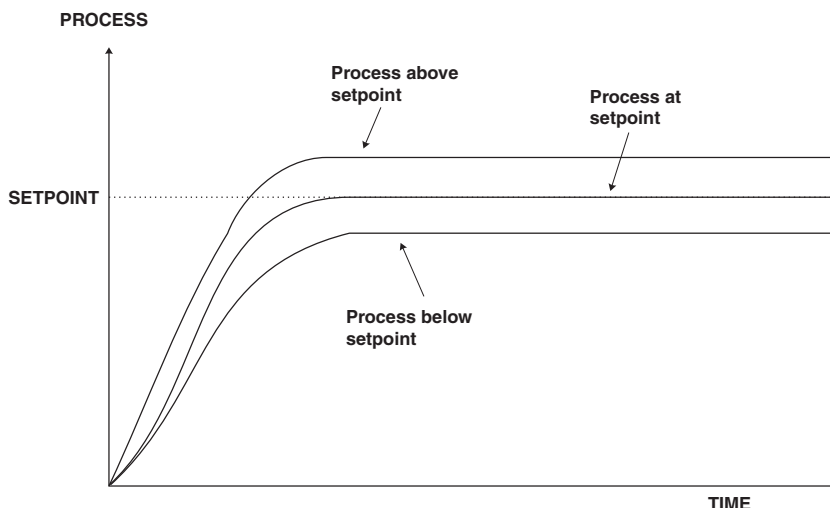 PROCESS
Process above
setpoint
Process at
setpoint
SETPOINT
Process below
setpoint
TIME